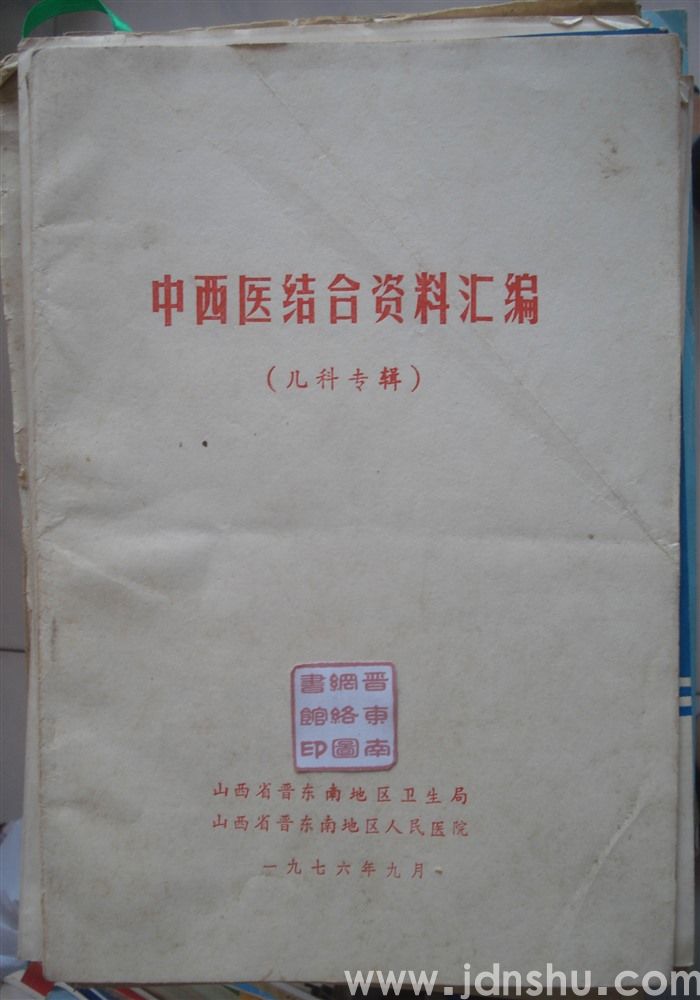 中西医结合资料汇编
（儿科专辑）
晋東南
網络圖
書館印
山西省晋东南地区卫生局
山西省晋东南地区人民医院
一九七六年九月
www.jdnshu.com